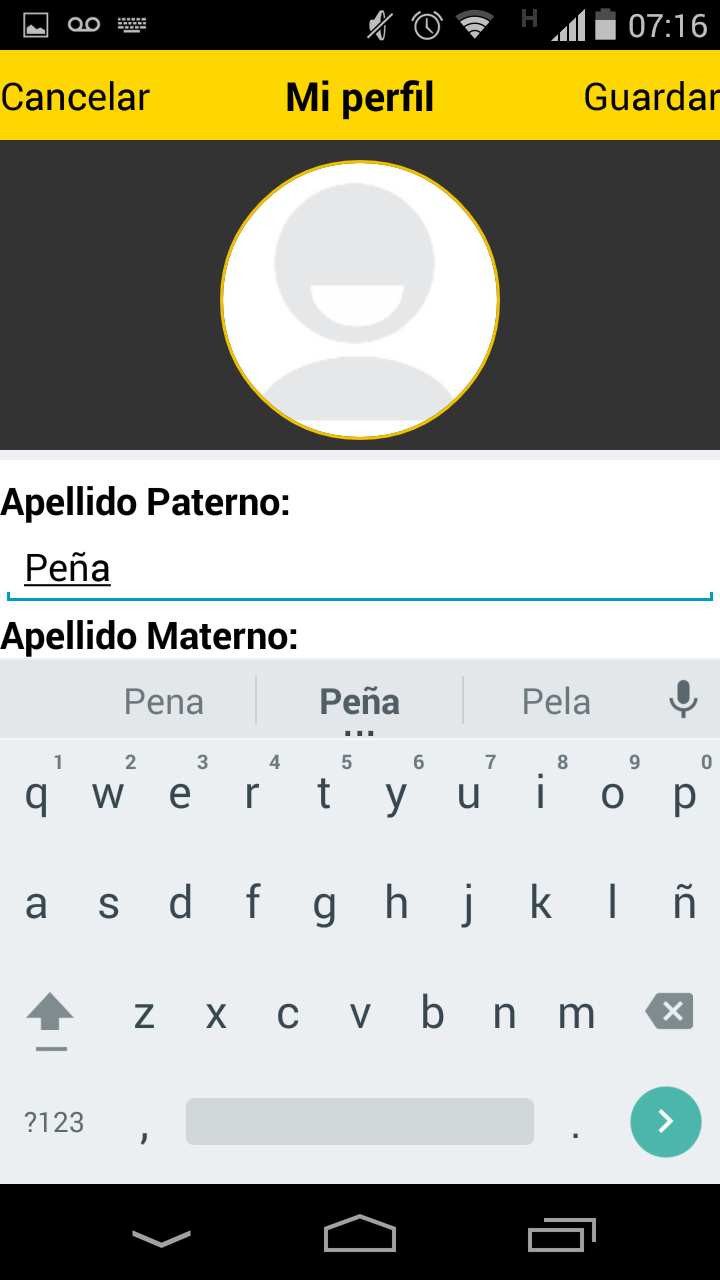 H 07:16
Cancelar Mi perfil Guardar
Apellido Paterno:
Peña
Apellido Materno:
Pena Peña Pela
1 2 3 4 5 6 7 8 9 0
q w e r t y u i o p
a s d f g h j k l ñ
z x c v b n m
?123 , .